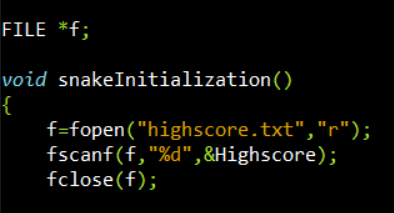 FILE *f;
void snakeInitialization()
{
f=fopen("highscore.txt","r");
fscanf(f,"%d",&Highscore);
fclose(f);